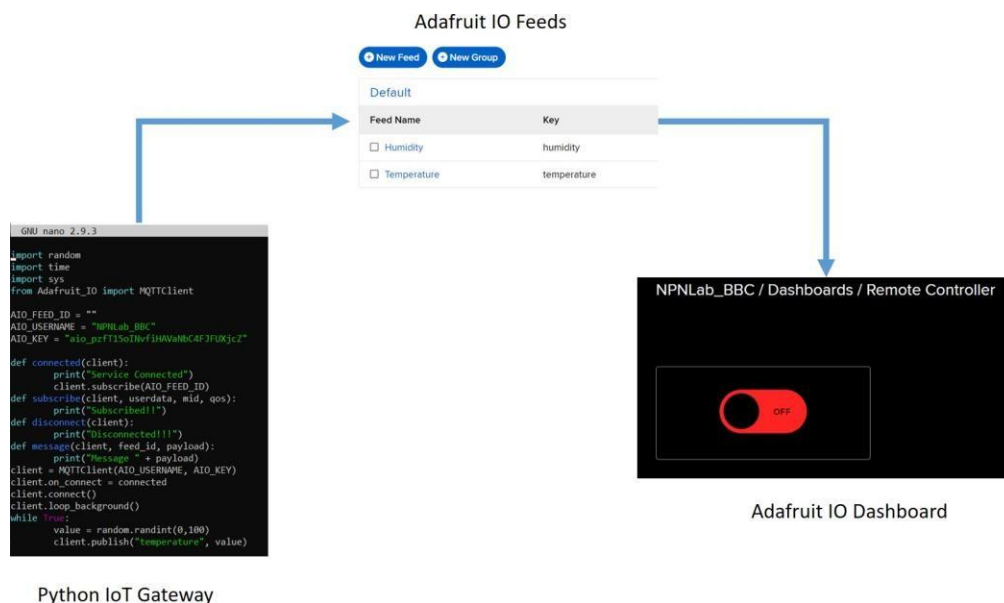 Adafruit IO Feeds
New Feed New Group
Default
Feed Name Key
Humidity humidity
Temperature temperature
GNU nano 2.9.3
import random
import time
import sys
from Adafruit_IO import MQTTClient
AIO_FEED_ID = ""
AIO_USERNAME = "NPNLab_BBC"
AIO_KEY = "aio_pzfT15oINvfiHAVaNbC4FJFUXjcZ"
def connected(client):
print("Service Connected")
client.subscribe(AIO_FEED_ID)
def subscribe(client, userdata, mid, qos):
print("Subscribed!!")
def disconnect(client):
print("Disconnected!!!")
def message(client, feed_id, payload):
print("Message " + payload)
client = MQTTClient(AIO_USERNAME, AIO_KEY)
client.on_connect = connected
client.connect()
client.loop_background()
while True:
value = random.randint(0,100)
client.publish("temperature", value)
Python IoT Gateway
NPNLab_BBC / Dashboards / Remote Controller
OFF
Adafruit IO Dashboard